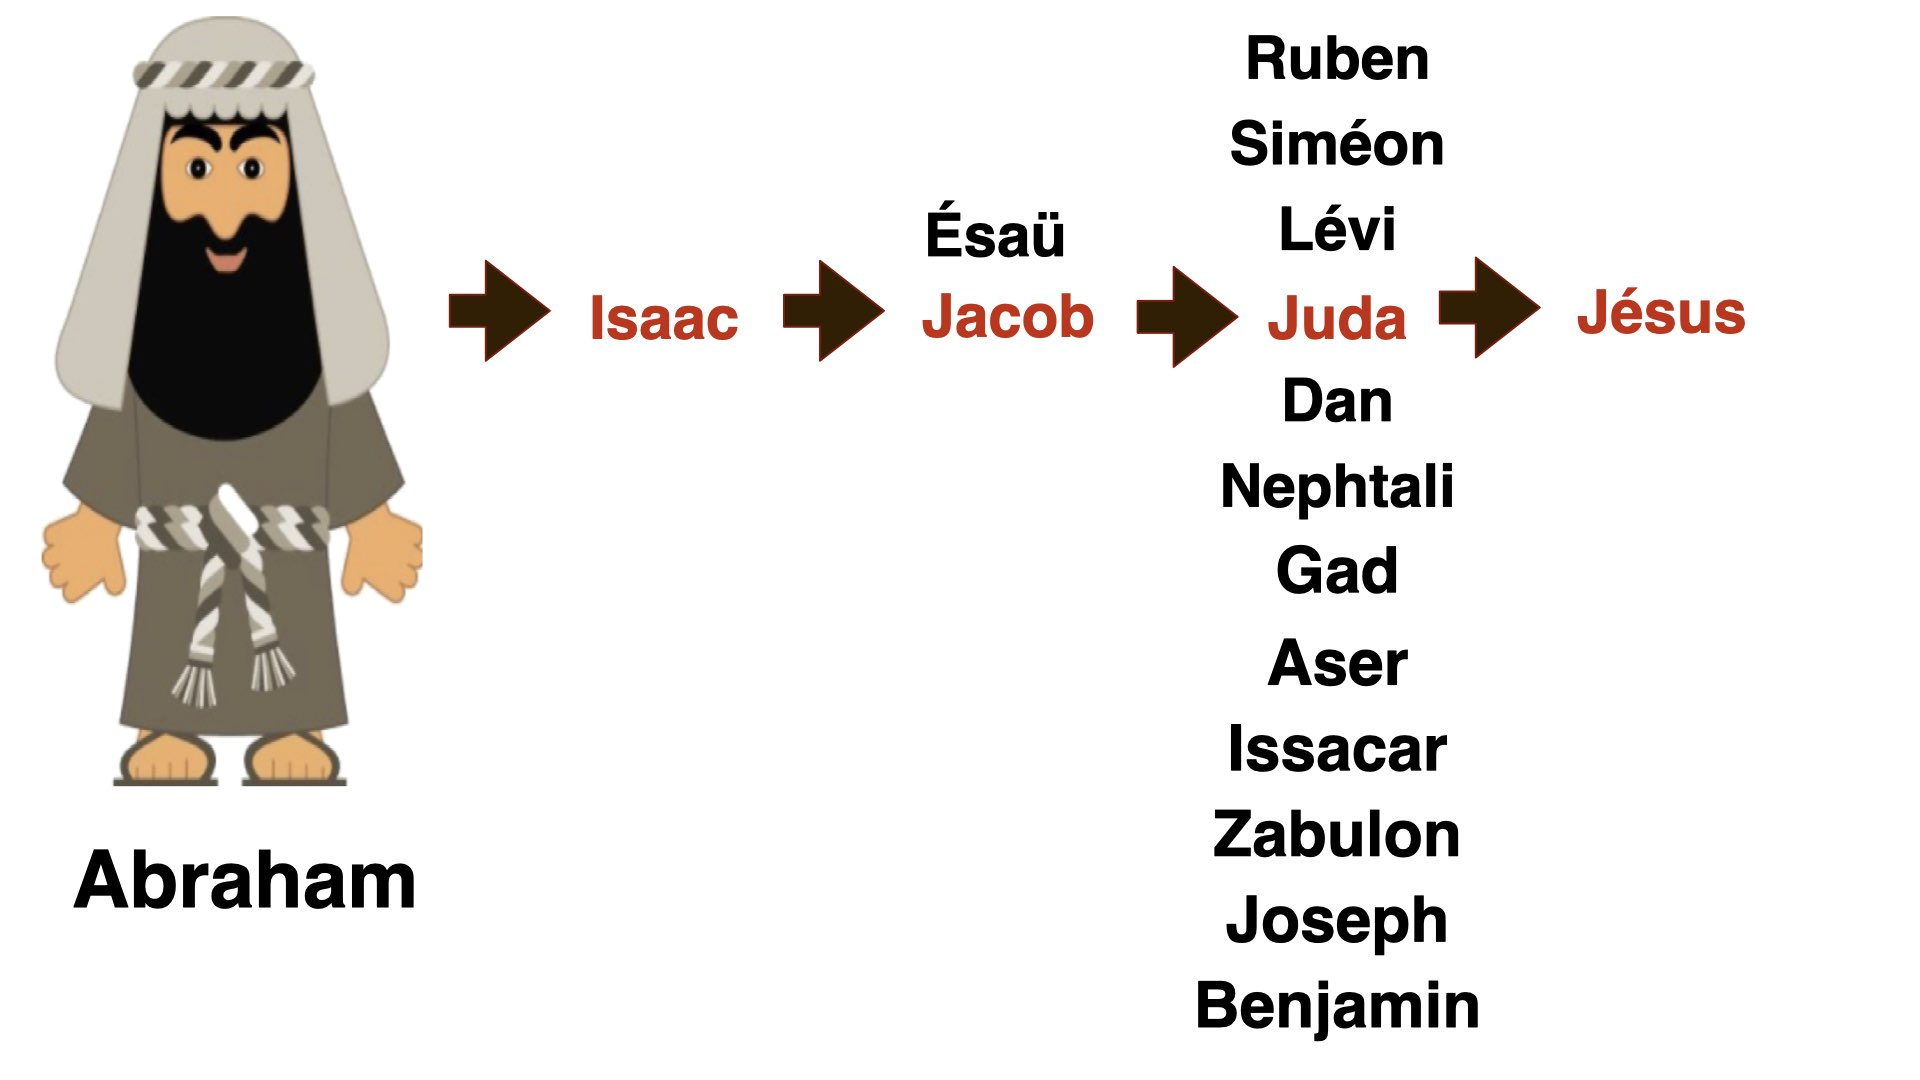 Abraham
Isaac
Ésaü
Jacob
Ruben
Siméon
Lévi
Juda
Dan
Nephtali
Gad
Aser
Issacar
Zabulon
Joseph
Benjamin
Jésus